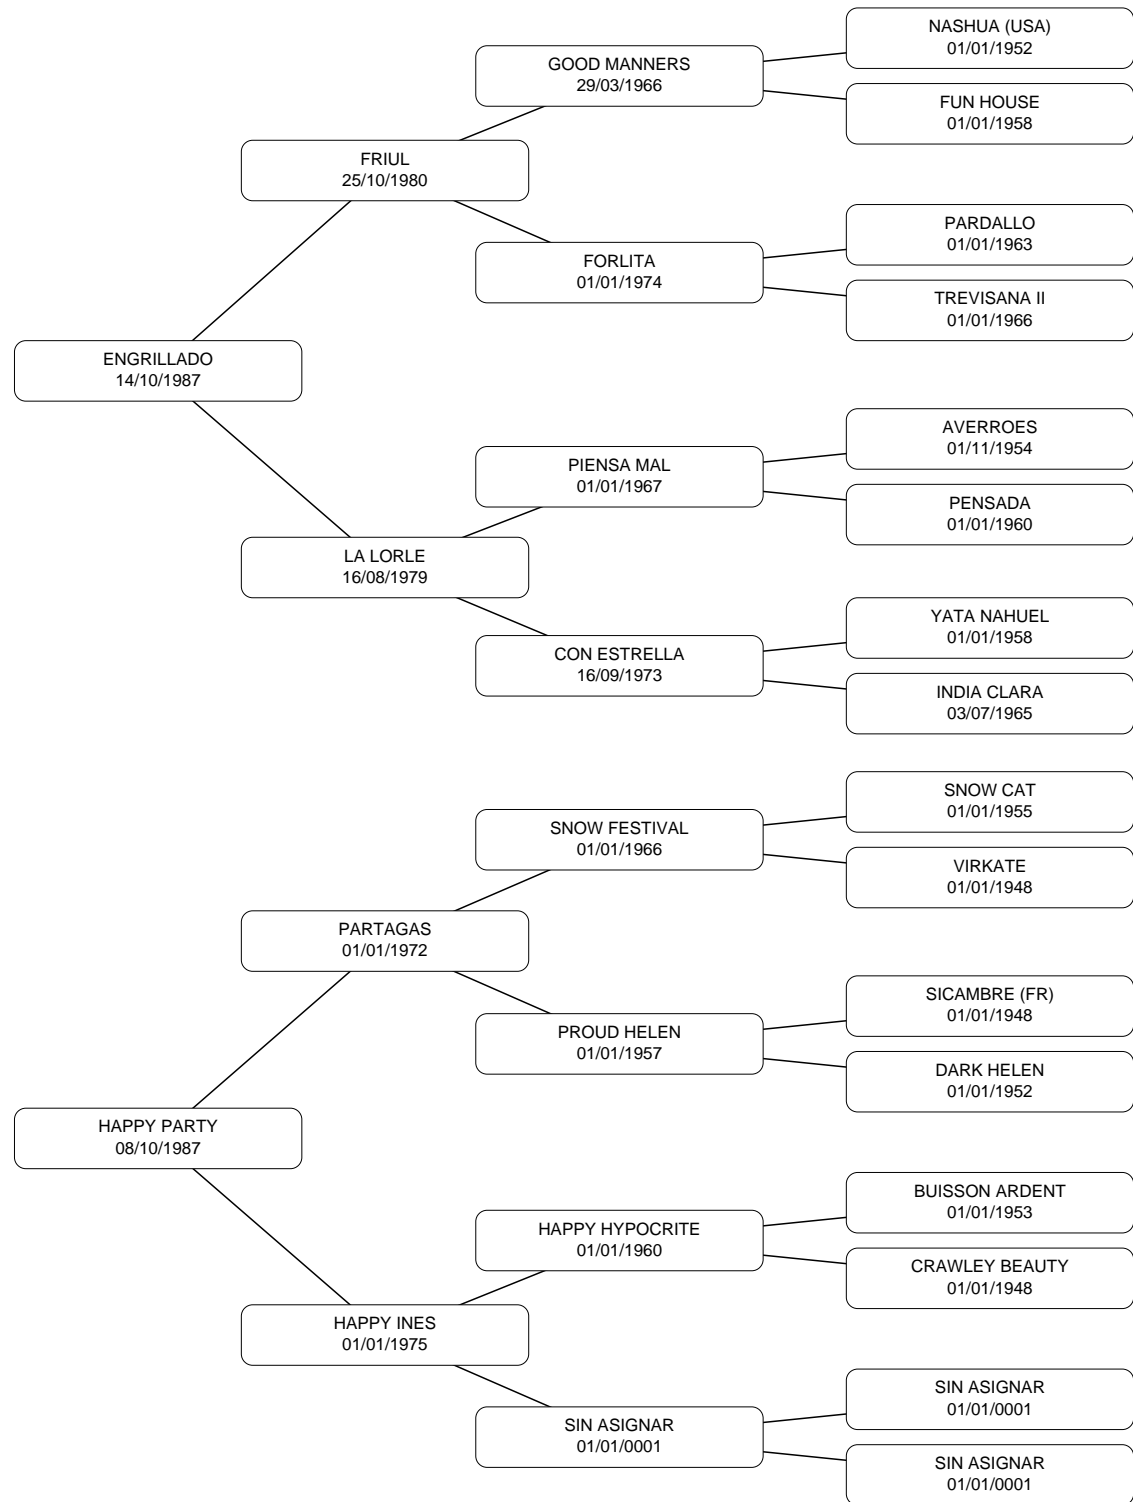 NASHUA (USA)
01/01/1952
GOOD MANNERS
29/03/1966
FUN HOUSE
01/01/1958
FRIUL
25/10/1980
PARDALLO
01/01/1963
FORLITA
01/01/1974
TREVISANA II
01/01/1966
ENGRILLADO
14/10/1987
AVERROES
01/11/1954
PIENSA MAL
01/01/1967
PENSADA
01/01/1960
LA LORLE
16/08/1979
YATA NAHUEL
01/01/1958
CON ESTRELLA
16/09/1973
INDIA CLARA
03/07/1965
SNOW CAT
01/01/1955
SNOW FESTIVAL
01/01/1966
VIRKATE
01/01/1948
PARTAGAS
01/01/1972
SICAMBRE (FR)
01/01/1948
PROUD HELEN
01/01/1957
DARK HELEN
01/01/1952
HAPPY PARTY
08/10/1987
BUISSON ARDENT
01/01/1953
HAPPY HYPOCRITE
01/01/1960
CRAWLEY BEAUTY
01/01/1948
HAPPY INES
01/01/1975
SIN ASIGNAR
01/01/0001
SIN ASIGNAR
01/01/0001
SIN ASIGNAR
01/01/0001